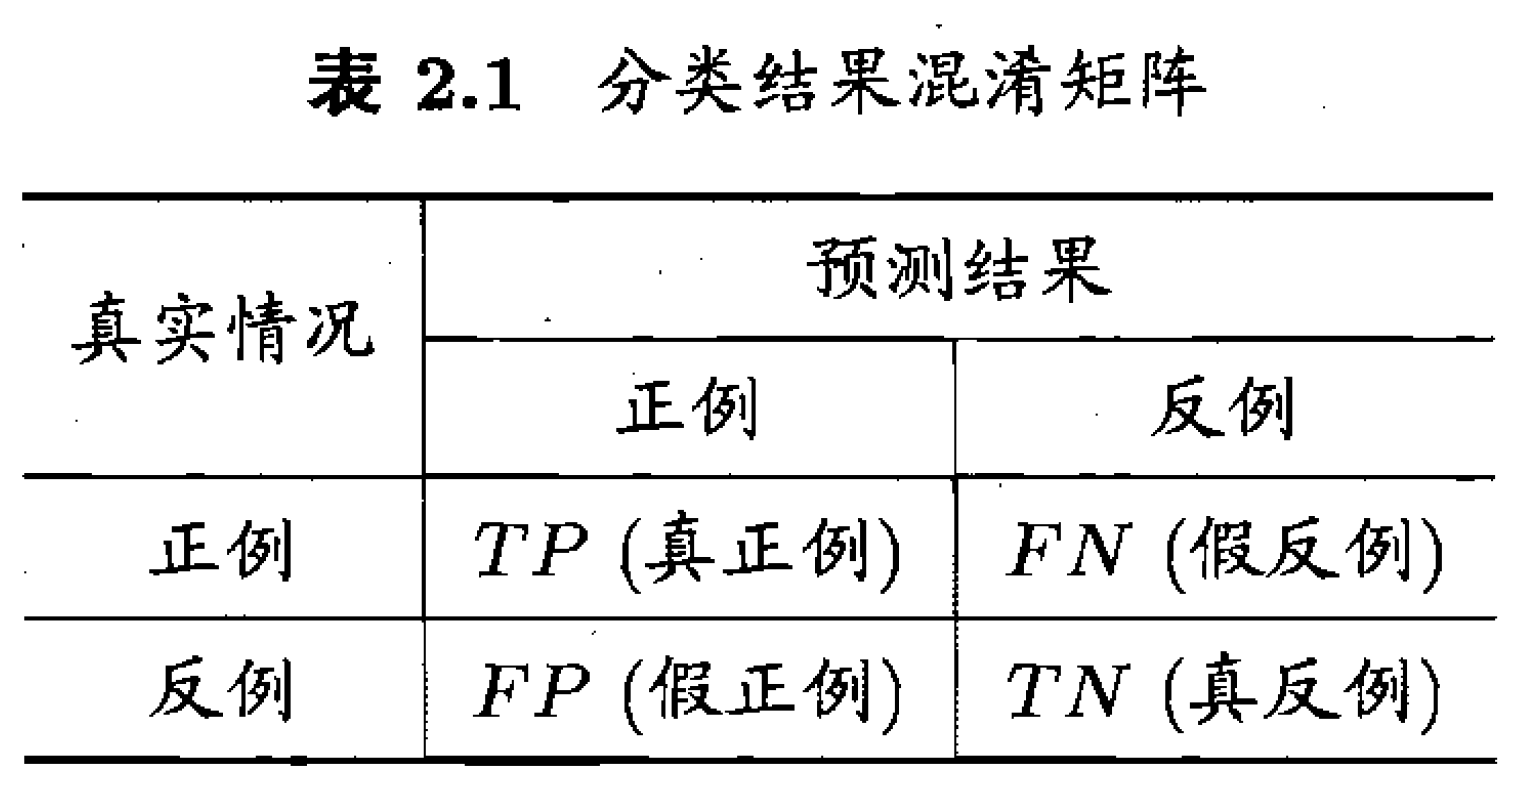 表 2.1 分类结果混淆矩阵
真实情况 预测结果
正例 反例
正例 TP (真正例) FN (假反例)
反例 FP (假正例) TN (真反例)